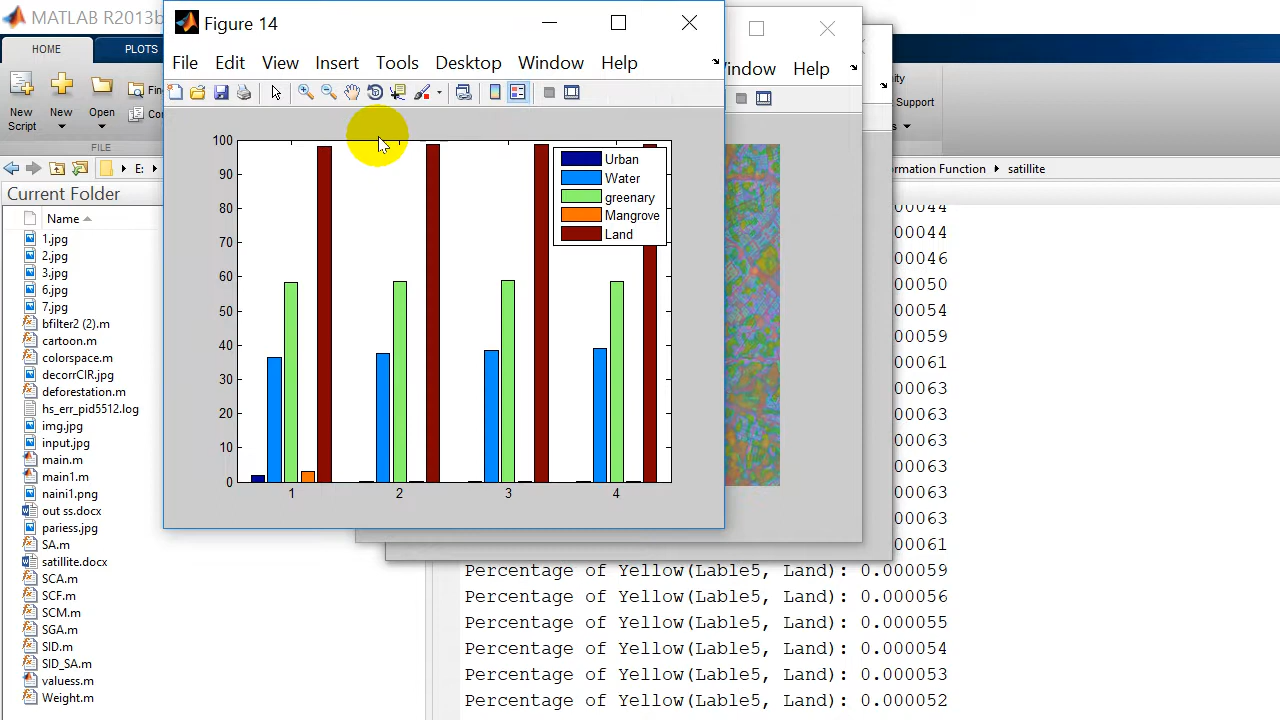 MATLAB R2013b
Figure 14
HOME
PLOTS
File Edit View Insert Tools Desktop Window Help
Window Help
New Script
New
Open
FILE
Support
E:
satillite
Current Folder
Name
1.jpg
2.jpg
3.jpg
6.jpg
7.jpg
bfilter2 (2).m
cartoon.m
colorspace.m
decorrCIR.jpg
deforestation.m
hs_err_pid5512.log
img.jpg
input.jpg
main.m
main1.m
naini1.png
out ss.docx
pariess.jpg
SA.m
satillite.docx
SCA.m
SCF.m
SCM.m
SGA.m
SID.m
SID_SA.m
valuess.m
Weight.m
100
90
80
70
60
50
40
30
20
10
0
1 2 3 4
Urban
Water
greenary
Mangrove
Land
00044
00046
00050
00054
00059
00061
00063
00063
00063
00063
00063
00063
00061
Percentage of Yellow(Lable5, Land): 0.000059
Percentage of Yellow(Lable5, Land): 0.000056
Percentage of Yellow(Lable5, Land): 0.000055
Percentage of Yellow(Lable5, Land): 0.000054
Percentage of Yellow(Lable5, Land): 0.000053
Percentage of Yellow(Lable5, Land): 0.000052